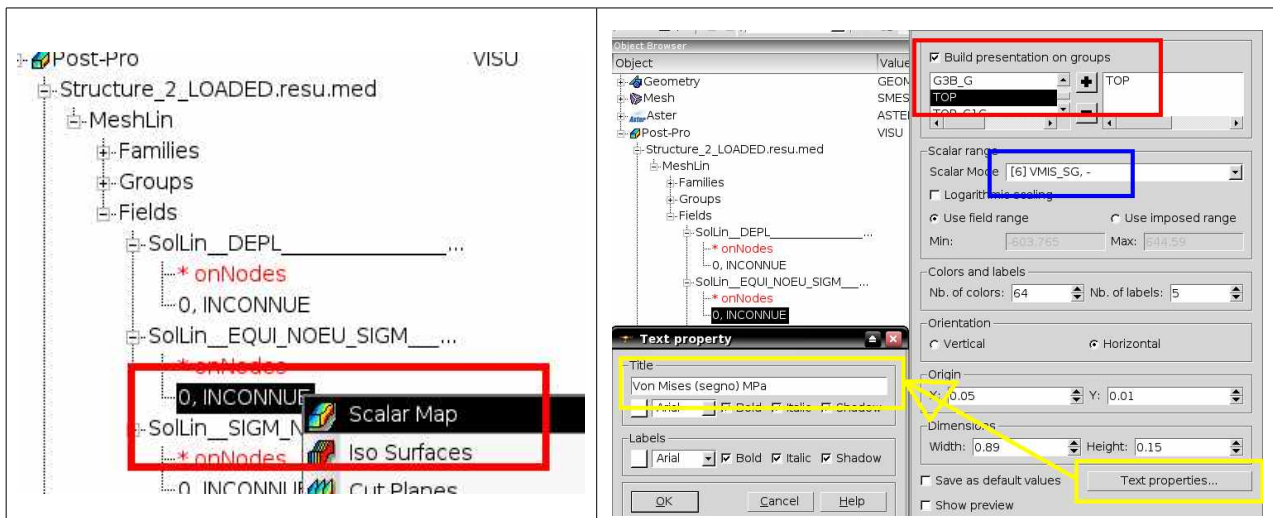 Post-Pro VISU
Structure_2_LOADED.resu.med
MeshLin
Families
Groups
Fields
SolLin__DEPL____________...
* onNodes
0, INCONNUE
SolLin__EQUI_NOEU_SIGM___...
* onNodes
0, INCONNUE
Scalar Map
SolLin__SIGM_N
Iso Surfaces
* onNodes
0, INCONNUE
Cut Planes
Object Browser
Object Value
Geometry GEOM
Mesh SMES
Aster ASTE
Post-Pro VISU
Structure_2_LOADED.resu.med
MeshLin
Families
Groups
Fields
SolLin__DEPL____________...
* onNodes
0, INCONNUE
SolLin__EQUI_NOEU_SIGM___...
* onNodes
0, INCONNUE
Text property
Title
Von Mises (segno) MPa
Arial Bold Italic Shadow
Labels
Arial Bold Italic Shadow
OK Cancel Help
Build presentation on groups
G3B_G
TOP
TOP
Scalar range
Scalar Mode [6] VMIS_SG, -
Logarithmic scaling
Use field range Use imposed range
Min: -603.765 Max: 644.59
Colors and labels
Nb. of colors: 64 Nb. of labels: 5
Orientation
Vertical Horizontal
Origin
X: 0.05 Y: 0.01
Dimensions
Width: 0.89 Height: 0.15
Save as default values Text properties...
Show preview